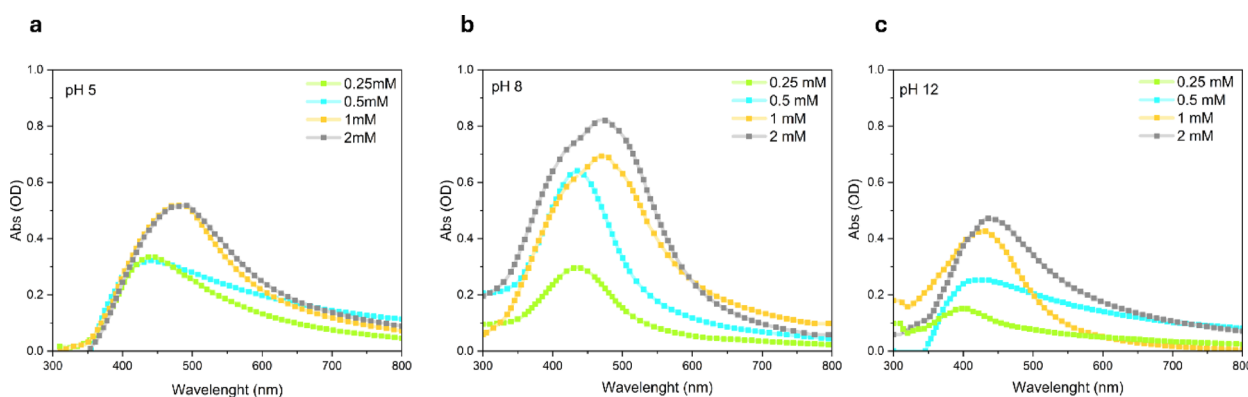 a
b
c
pH 5
0.25mM
0.5mM
1mM
2mM
1.0
0.8
0.6
0.4
0.2
0.0
Abs (OD)
300 400 500 600 700 800
Wavelenght (nm)
pH 8
0.25 mM
0.5 mM
1 mM
2 mM
1.0
0.8
0.6
0.4
0.2
0.0
Abs (OD)
300 400 500 600 700 800
Wavelenght (nm)
pH 12
0.25 mM
0.5 mM
1 mM
2 mM
1.0
0.8
0.6
0.4
0.2
0.0
Abs (OD)
300 400 500 600 700 800
Wavelenght (nm)